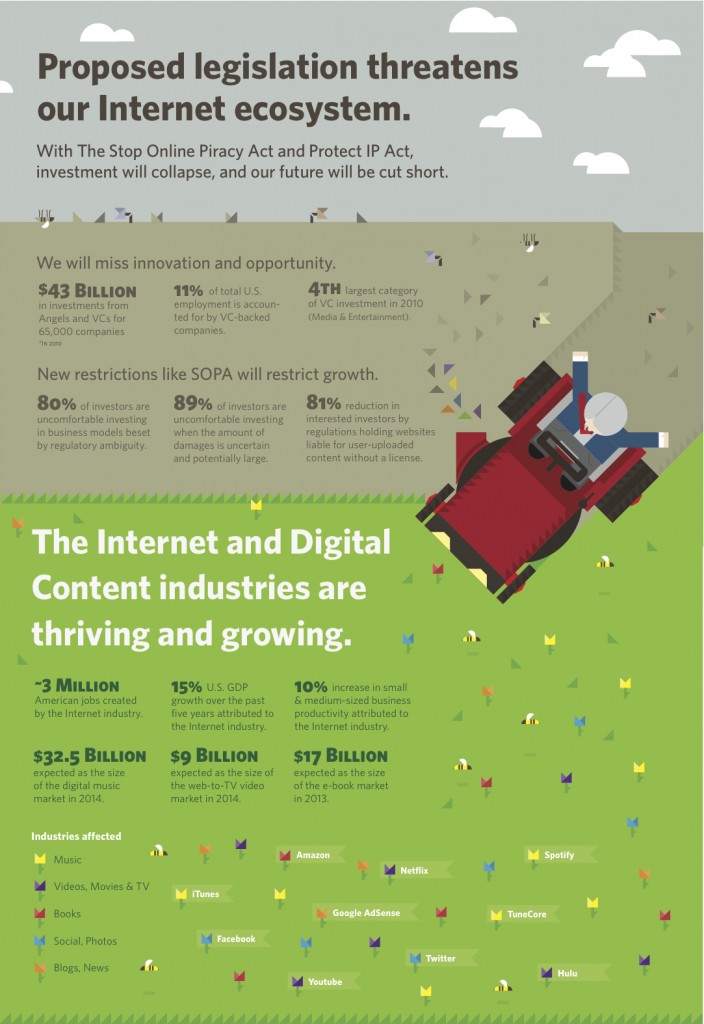 Proposed legislation threatens
our Internet ecosystem.
With The Stop Online Piracy Act and Protect IP Act,
investment will collapse, and our future will be cut short.
We will miss innovation and opportunity.
$43 Billion
in investments from
Angels and VCs for
65,000 companies
*In 2010
11% of total U.S.
employment is accoun-
ted for by VC-backed
companies.
4th largest category
of VC investment in 2010
(Media & Entertainment).
New restrictions like SOPA will restrict growth.
80% of investors are
uncomfortable investing
in business models beset
by regulatory ambiguity.
89% of investors are
uncomfortable investing
when the amount of
damages is uncertain
and potentially large.
81% reduction in
interested investors by
regulations holding websites
liable for user-uploaded
content without a license.
The Internet and Digital
Content industries are
thriving and growing.
~3 Million
American jobs created
by the Internet industry.
15% U.S. GDP
growth over the past
five years attributed to
the Internet industry.
10% increase in small
& medium-sized business
productivity attributed to
the Internet industry.
$32.5 Billion
expected as the size
of the digital music
market in 2014.
$9 Billion
expected as the size of
the web-to-TV video
market in 2014.
$17 Billion
expected as the size
of the e-book market
in 2013.
Industries affected
Music
Videos, Movies & TV
Books
Social, Photos
Blogs, News
Amazon
Netflix
Spotify
iTunes
Google AdSense
TuneCore
Facebook
Twitter
Youtube
Hulu